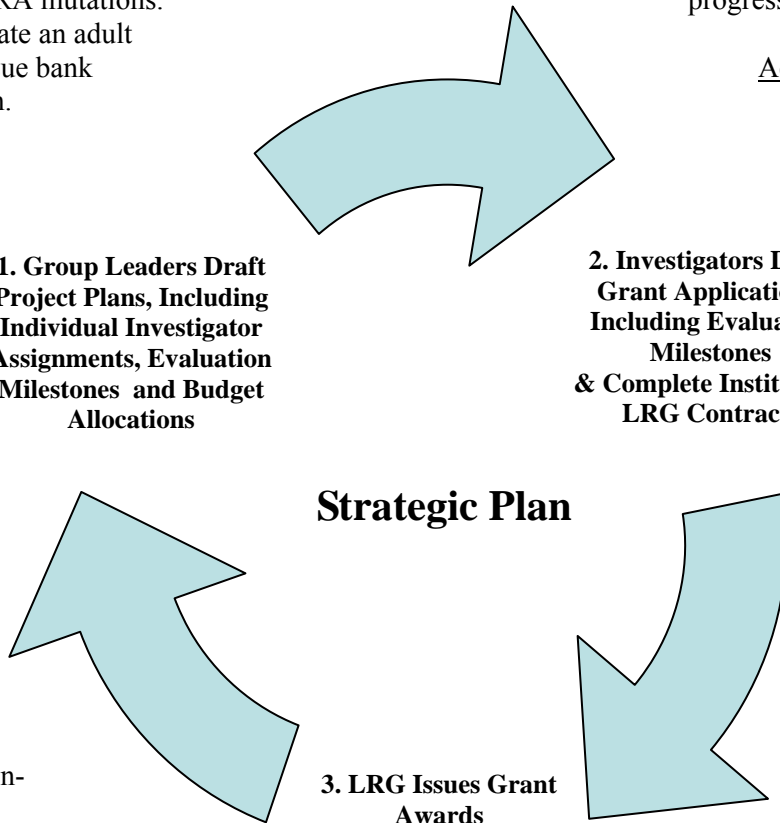 mutations.
ate an adult
ue bank
n.
progress
A
1. Group Leaders Draft
Project Plans, Including
Individual Investigator
Assignments, Evaluation
Milestones and Budget
Allocations
2. Investigators D
Grant Applicati
Including Evalua
Milestones
& Complete Instit
LRG Contrac
Strategic Plan
n-
3. LRG Issues Grant
Awards